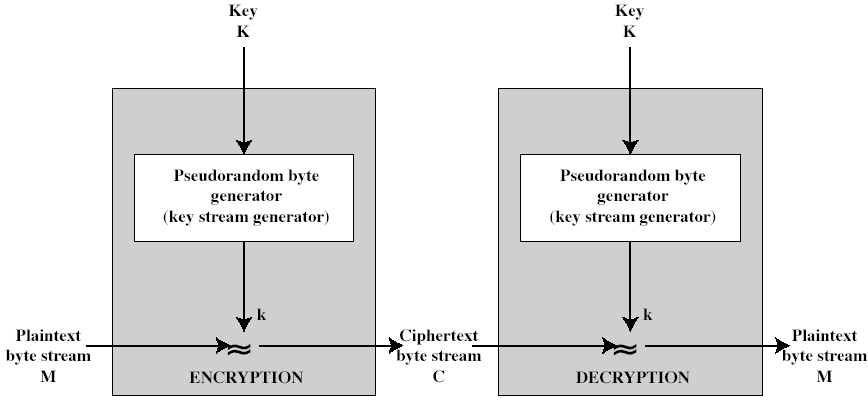 Key
K
Key
K
Pseudorandom byte
generator
(key stream generator)
Pseudorandom byte
generator
(key stream generator)
k
k
Plaintext
byte stream
M
≈
ENCRYPTION
Ciphertext
byte stream
C
≈
DECRYPTION
Plaintext
byte stream
M